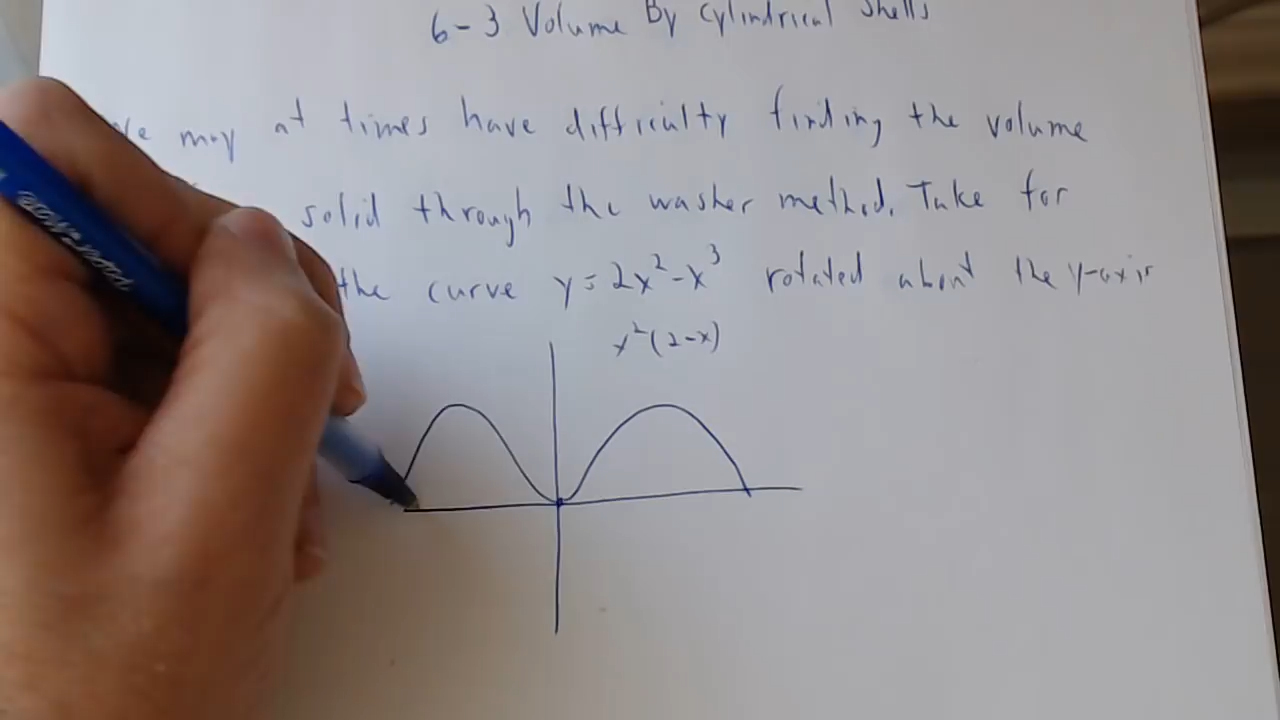 6-3 Volume By Cylindrical Shells
may at times have difficulty finding the volume
solid through the washer method. Take for
the curve y = 2x² - x³ rotated about the y-axis
x²(2-x)
PaperMate